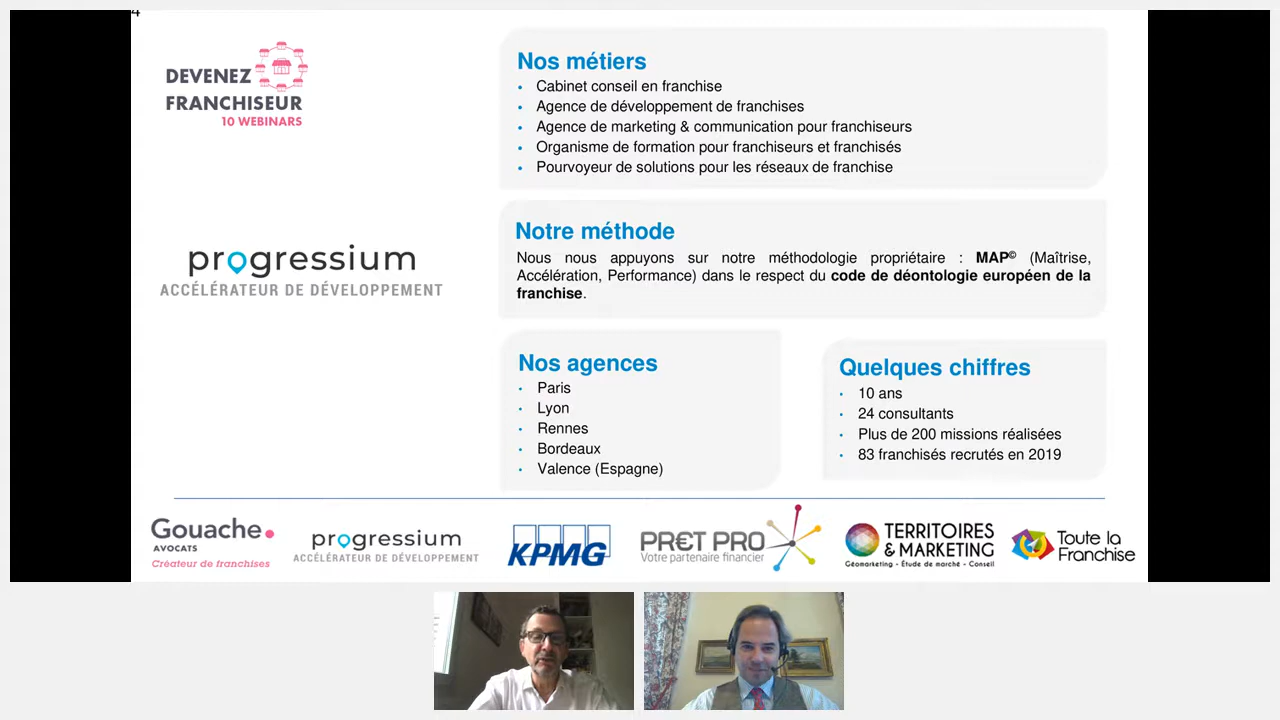 4
DEVENEZ
FRANCHISEUR
10 WEBINARS
progressium
ACCÉLÉRATEUR DE DÉVELOPPEMENT
Nos métiers
• Cabinet conseil en franchise
• Agence de développement de franchises
• Agence de marketing & communication pour franchiseurs
• Organisme de formation pour franchiseurs et franchisés
• Pourvoyeur de solutions pour les réseaux de franchise
Notre méthode
Nous nous appuyons sur notre méthodologie propriétaire : MAP© (Maîtrise,
Accélération, Performance) dans le respect du code de déontologie européen de la
franchise.
Nos agences
• Paris
• Lyon
• Rennes
• Bordeaux
• Valence (Espagne)
Quelques chiffres
• 10 ans
• 24 consultants
• Plus de 200 missions réalisées
• 83 franchisés recrutés en 2019
Gouache
AVOCATS
Créateur de franchises
progressium
ACCÉLÉRATEUR DE DÉVELOPPEMENT
KPMG
PR€T PRO
Votre partenaire financier
TERRITOIRES
& MARKETING
Géomarketing - Étude de marché - Conseil
Toute la
Franchise